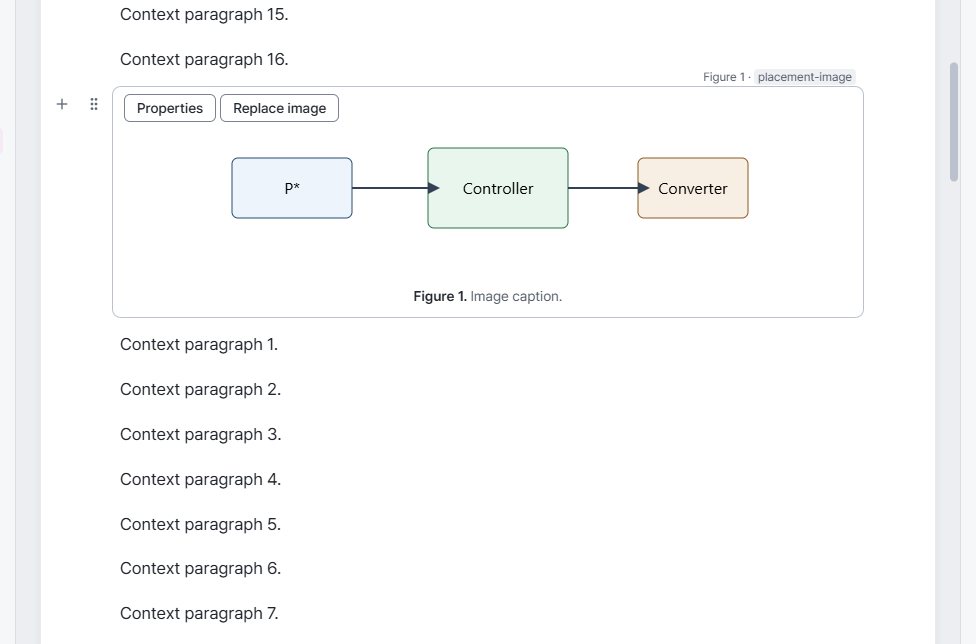 Context paragraph 15.
Context paragraph 16.
Figure 1 · placement-image
Properties Replace image
P* Controller Converter
Figure 1. Image caption.
Context paragraph 1.
Context paragraph 2.
Context paragraph 3.
Context paragraph 4.
Context paragraph 5.
Context paragraph 6.
Context paragraph 7.